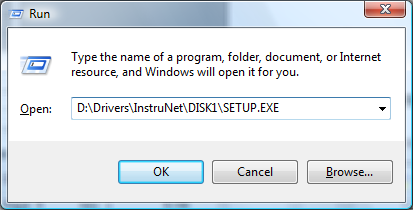 Run
Type the name of a program, folder, document, or Internet
resource, and Windows will open it for you.
Open: D:\Drivers\InstruNet\DISK1\SETUP.EXE
OK Cancel Browse...